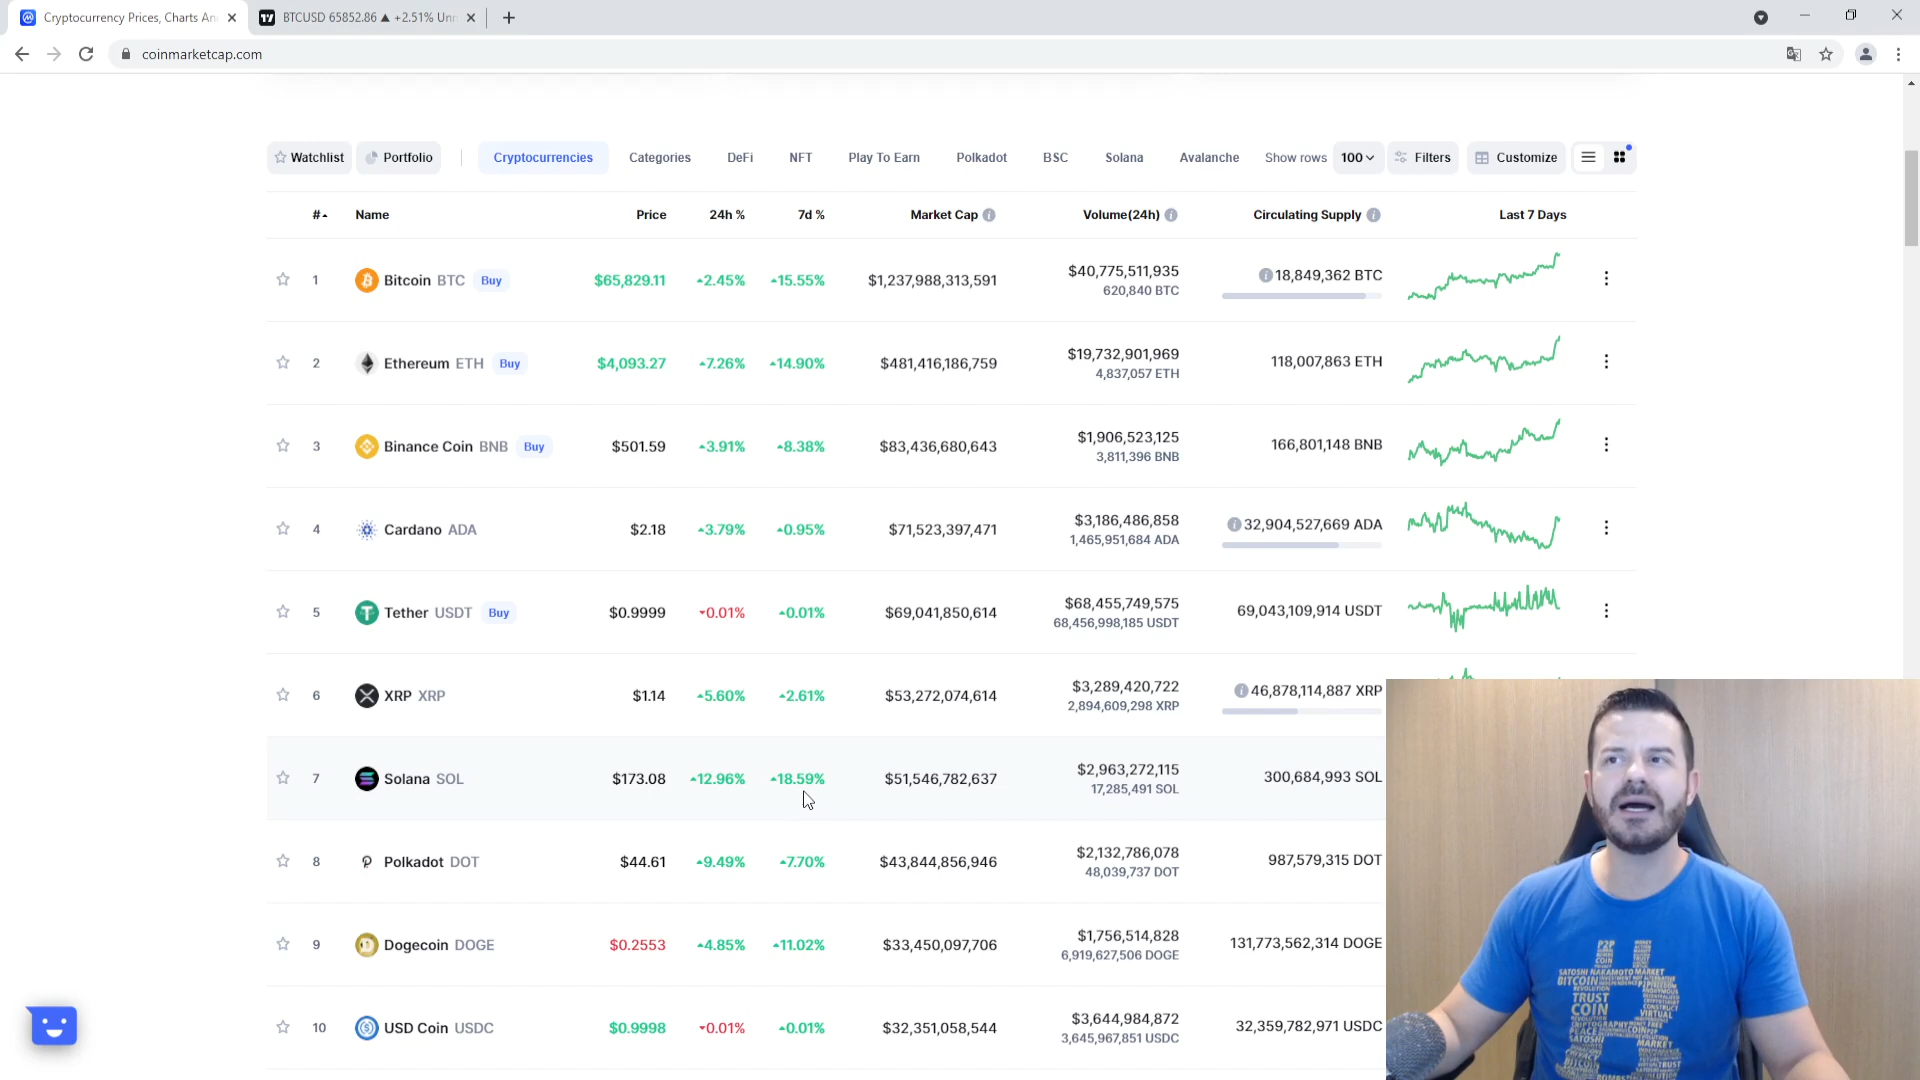 Cryptocurrency Prices, Charts An
BTCUSD 65852.86 ▲ +2.51% Unn
coinmarketcap.com
Watchlist Portfolio Cryptocurrencies Categories DeFi NFT Play To Earn Polkadot BSC Solana Avalanche Show rows 100 Filters Customize
# Name Price 24h % 7d % Market Cap Volume(24h) Circulating Supply Last 7 Days
1 Bitcoin BTC Buy $65,829.11 2.45% 15.55% $1,237,988,313,591 $40,775,511,935 18,849,362 BTC
620,840 BTC
2 Ethereum ETH Buy $4,093.27 7.26% 14.90% $481,416,186,759 $19,732,901,969 118,007,863 ETH
4,837,057 ETH
3 Binance Coin BNB Buy $501.59 3.91% 8.38% $83,436,680,643 $1,906,523,125 166,801,148 BNB
3,811,396 BNB
4 Cardano ADA $2.18 3.79% 0.95% $71,523,397,471 $3,186,486,858 32,904,527,669 ADA
1,465,951,684 ADA
5 Tether USDT Buy $0.9999 0.01% 0.01% $69,041,850,614 $68,455,749,575 69,043,109,914 USDT
68,456,998,185 USDT
6 XRP XRP $1.14 5.60% 2.61% $53,272,074,614 $3,289,420,722 46,878,114,887 XRP
2,894,609,298 XRP
7 Solana SOL $173.08 12.96% 18.59% $51,546,782,637 $2,963,272,115 300,684,993 SOL
17,285,491 SOL
8 Polkadot DOT $44.61 9.49% 7.70% $43,844,856,946 $2,132,786,078 987,579,315 DOT
48,039,737 DOT
9 Dogecoin DOGE $0.2553 4.85% 11.02% $33,450,097,706 $1,756,514,828 131,773,562,314 DOGE
6,919,627,506 DOGE
10 USD Coin USDC $0.9998 0.01% 0.01% $32,351,058,544 $3,644,984,872 32,359,782,971 USDC
3,645,967,851 USDC
P2P
COIN
SATOSHI NAKAMOTO MARKET
BITCOIN
REVOLUTION
TRUST
COIN
VIRTUAL
PEACE
SATOSHI
MARKET